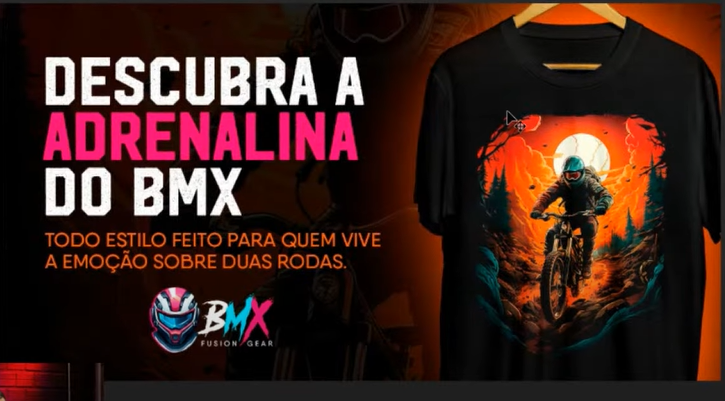 DESCUBRA A
ADRENALINA
DO BMX
TODO ESTILO FEITO PARA QUEM VIVE
A EMOÇÃO SOBRE DUAS RODAS.
BMX
FUSION GEAR